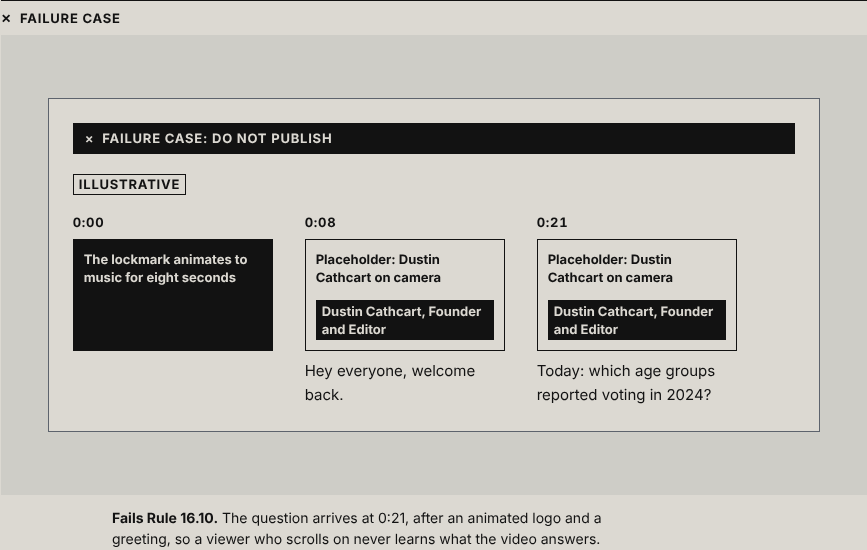 × FAILURE CASE
× FAILURE CASE: DO NOT PUBLISH
ILLUSTRATIVE
0:00
The lockmark animates to
music for eight seconds
0:08
Placeholder: Dustin
Cathcart on camera
Dustin Cathcart, Founder
and Editor
Hey everyone, welcome
back.
0:21
Placeholder: Dustin
Cathcart on camera
Dustin Cathcart, Founder
and Editor
Today: which age groups
reported voting in 2024?
Fails Rule 16.10. The question arrives at 0:21, after an animated logo and a
greeting, so a viewer who scrolls on never learns what the video answers.